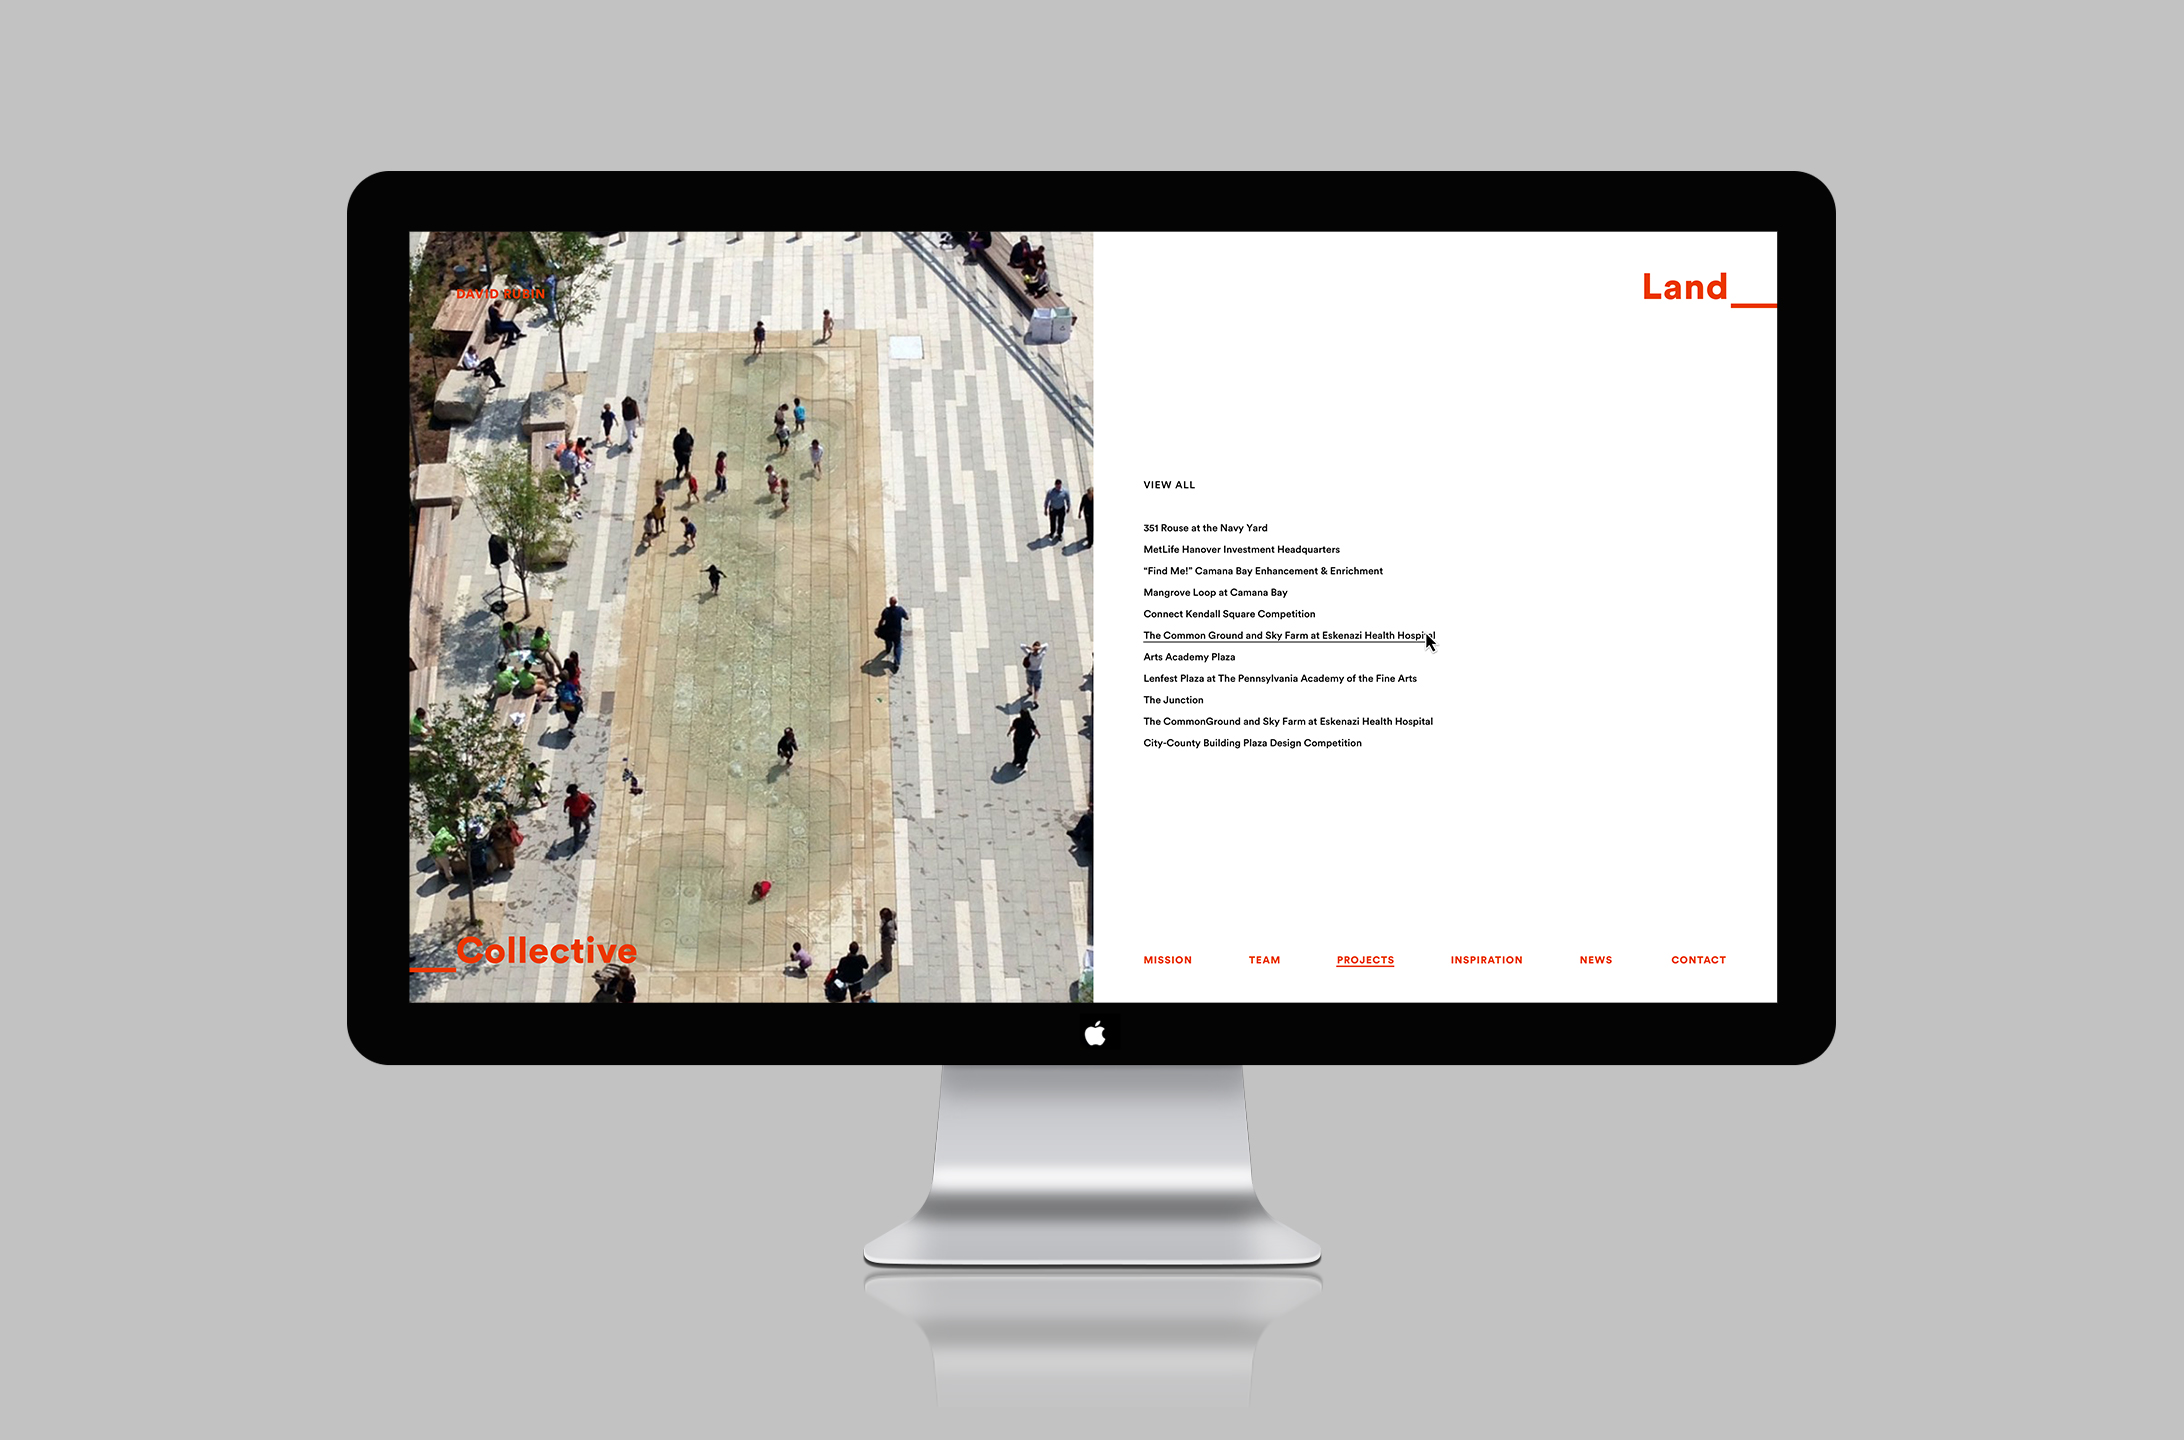 DAVID RUBIN
Land
VIEW ALL
351 Rouse at the Navy Yard
MetLife Hanover Investment Headquarters
“Find Me!” Camana Bay Enhancement & Enrichment
Mangrove Loop at Camana Bay
Connect Kendall Square Competition
The Common Ground and Sky Farm at Eskenazi Health Hospital
Arts Academy Plaza
Lenfest Plaza at The Pennsylvania Academy of the Fine Arts
The Junction
The CommonGround and Sky Farm at Eskenazi Health Hospital
City-County Building Plaza Design Competition
Collective
MISSION TEAM PROJECTS INSPIRATION NEWS CONTACT